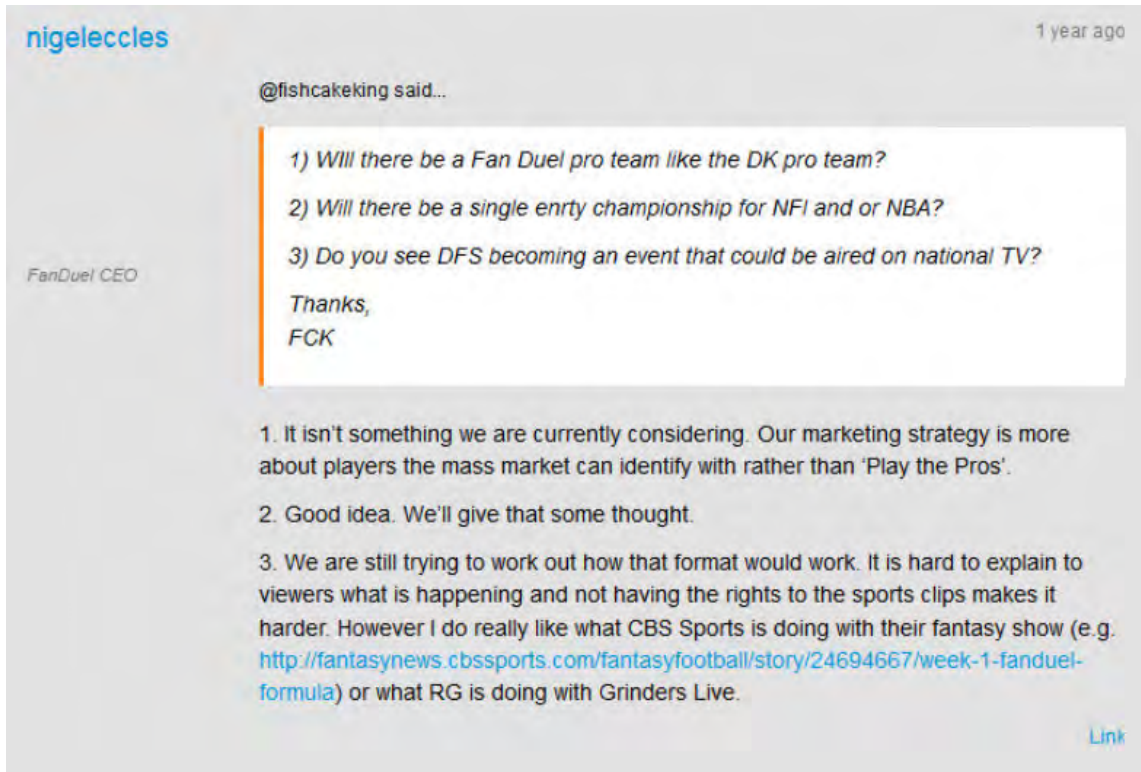 nigeleccles
1 year ago
@fishcakeking said...
1) WIll there be a Fan Duel pro team like the DK pro team?
2) Will there be a single enrty championship for NFl and or NBA?
3) Do you see DFS becoming an event that could be aired on national TV?
FanDuel CEO
Thanks,
FCK
1. It isn't something we are currently considering. Our marketing strategy is more
about players the mass market can identify with rather than 'Play the Pros'.
2. Good idea. We'll give that some thought.
3. We are still trying to work out how that format would work. It is hard to explain to
viewers what is happening and not having the rights to the sports clips makes it
harder. However I do really like what CBS Sports is doing with their fantasy show (e.g.
http://fantasynews.cbssports.com/fantasyfootball/story/24694667/week-1-fanduel-
formula) or what RG is doing with Grinders Live.
Link